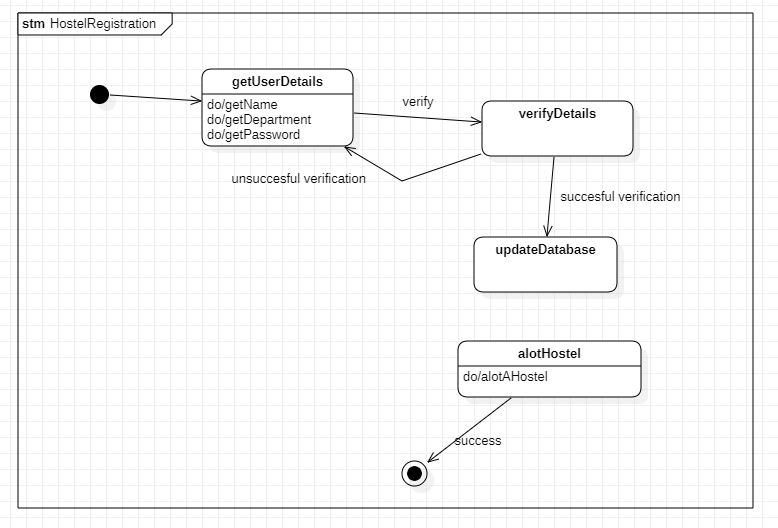 stm HostelRegistration
getUserDetails
do/getName
do/getDepartment
do/getPassword
verify
verifyDetails
unsuccesful verification
succesful verification
updateDatabase
alotHostel
do/alotAHostel
success